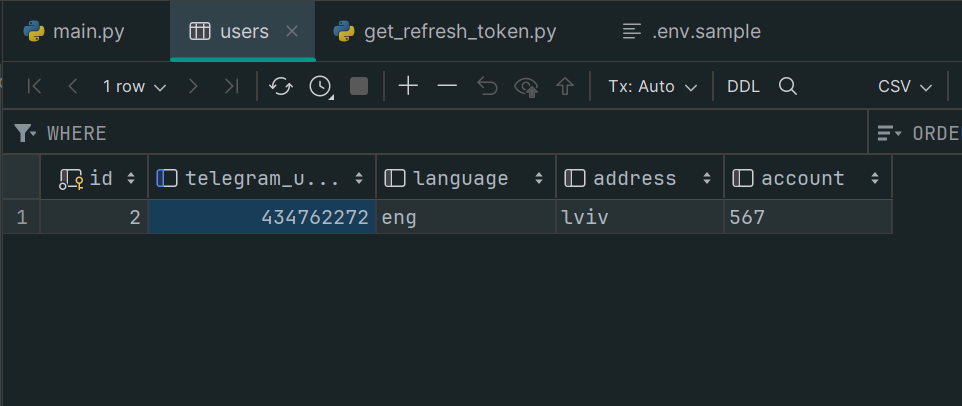 main.py users get_refresh_token.py .env.sample
1 row Tx: Auto DDL CSV
WHERE ORDE
id telegram_u... language address account
1 2 434762272 eng lviv 567